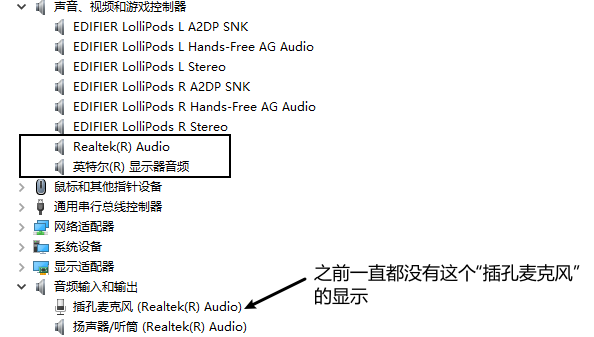 声音、视频和游戏控制器
EDIFIER LolliPods L A2DP SNK
EDIFIER LolliPods L Hands-Free AG Audio
EDIFIER LolliPods L Stereo
EDIFIER LolliPods R A2DP SNK
EDIFIER LolliPods R Hands-Free AG Audio
EDIFIER LolliPods R Stereo
Realtek(R) Audio
英特尔(R) 显示器音频
鼠标和其他指针设备
通用串行总线控制器
网络适配器
系统设备
显示适配器
音频输入和输出
插孔麦克风 (Realtek(R) Audio)
扬声器/听筒 (Realtek(R) Audio)
之前一直都没有这个“插孔麦克风”
的显示